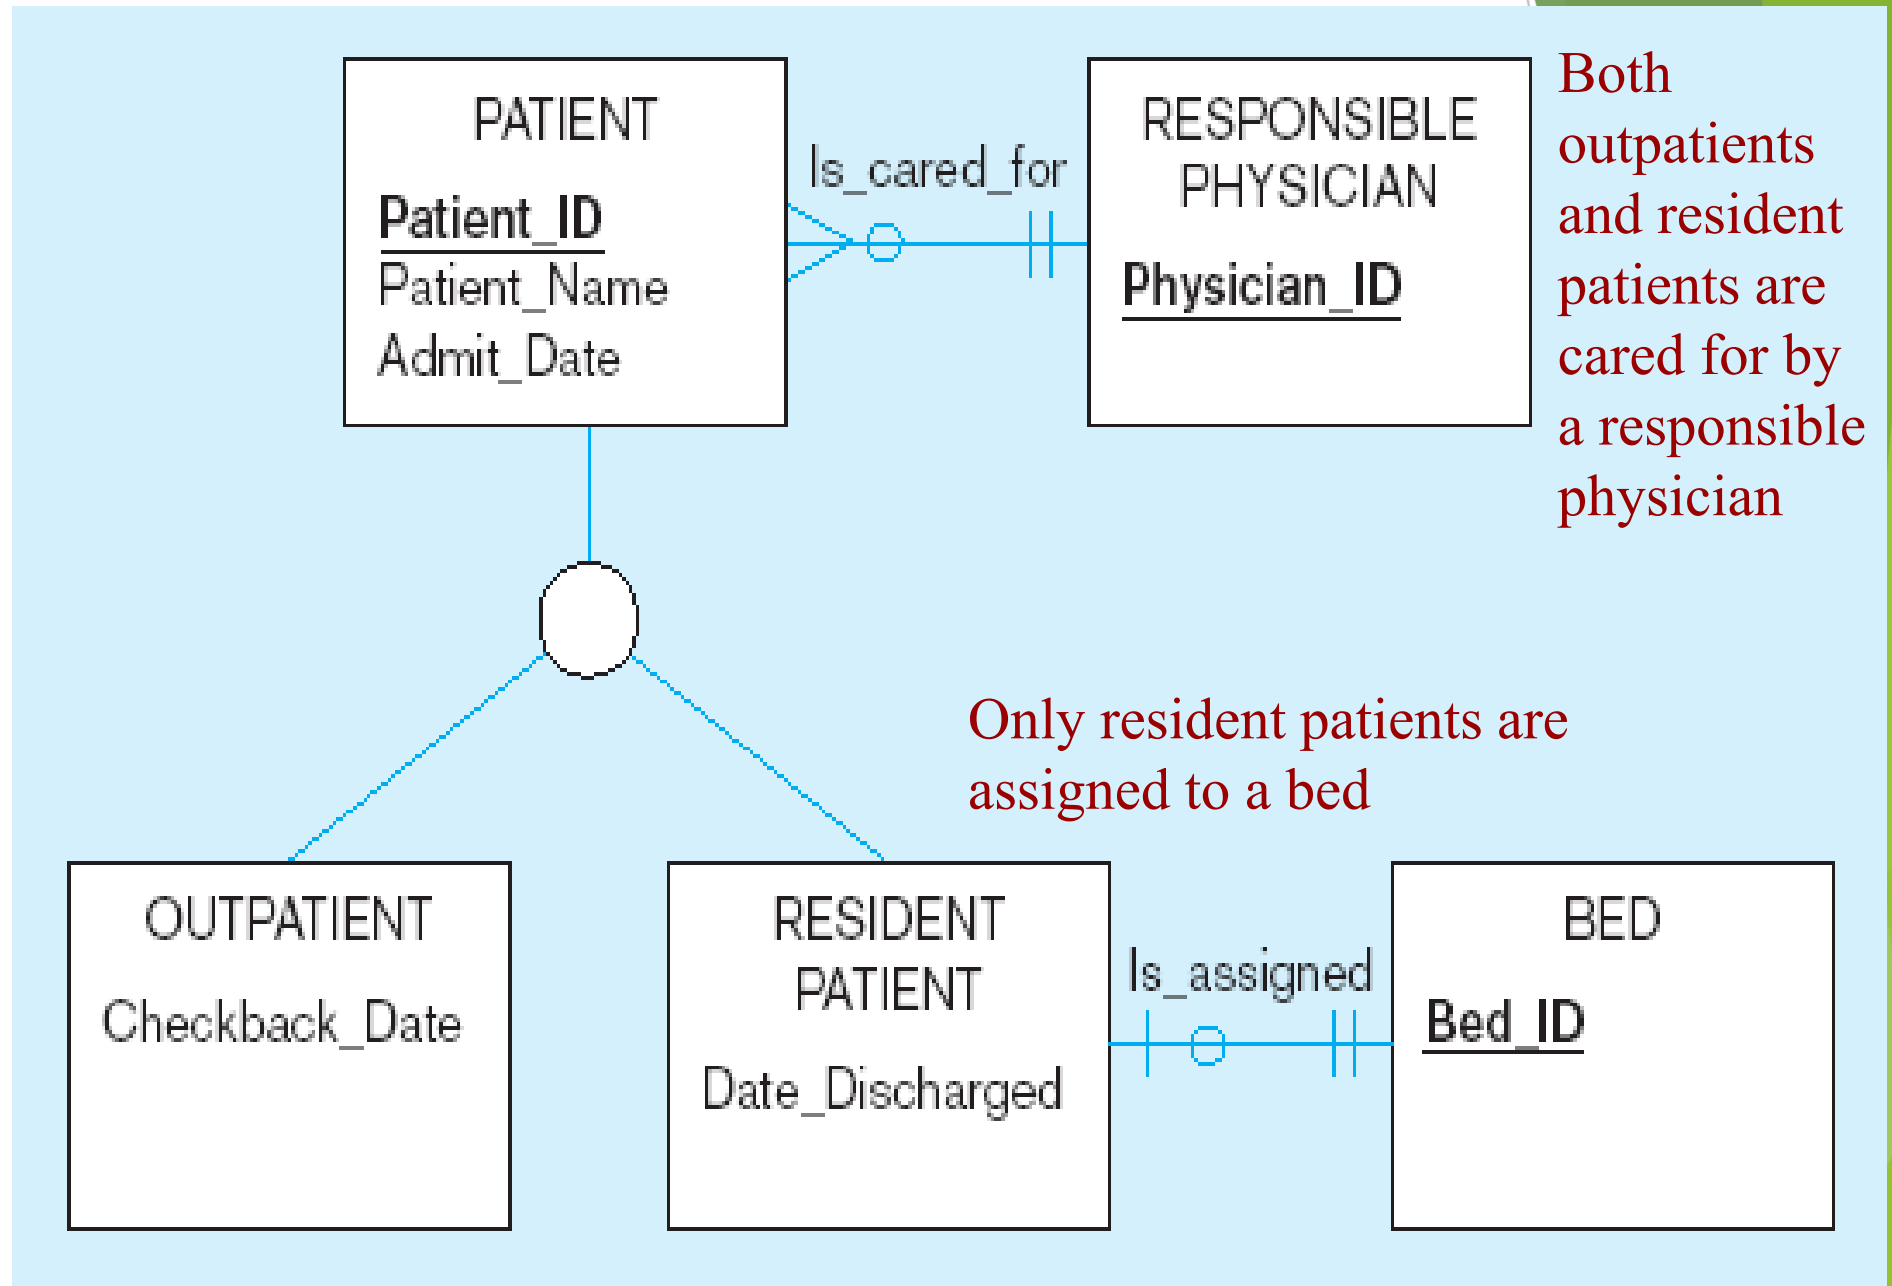 PATIENT
Patient_ID
Patient_Name
Admit_Date
Is_cared_for
RESPONSIBLE
PHYSICIAN
Physician_ID
Both
outpatients
and resident
patients are
cared for by
a responsible
physician
Only resident patients are
assigned to a bed
OUTPATIENT
Checkback_Date
RESIDENT
PATIENT
Date_Discharged
Is_assigned
BED
Bed_ID